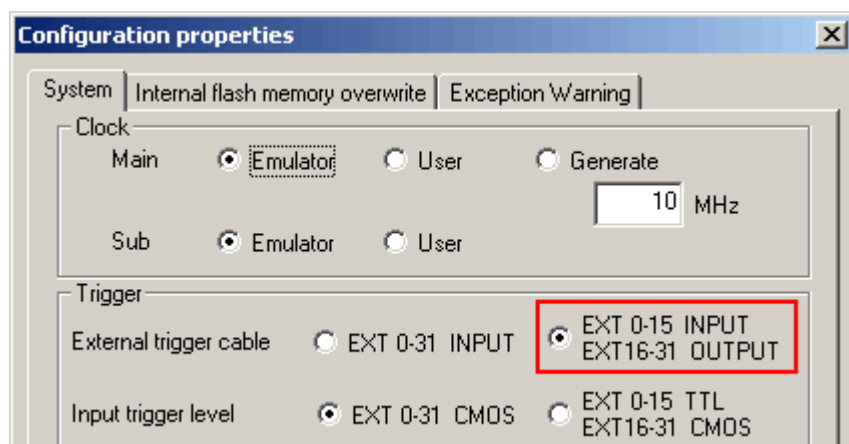 Configuration properties
System Internal flash memory overwrite Exception Warning
Clock
Main Emulator User Generate
10 MHz
Sub Emulator User
Trigger
External trigger cable EXT 0-31 INPUT EXT 0-15 INPUT
EXT16-31 OUTPUT
Input trigger level EXT 0-31 CMOS EXT 0-15 TTL
EXT16-31 CMOS